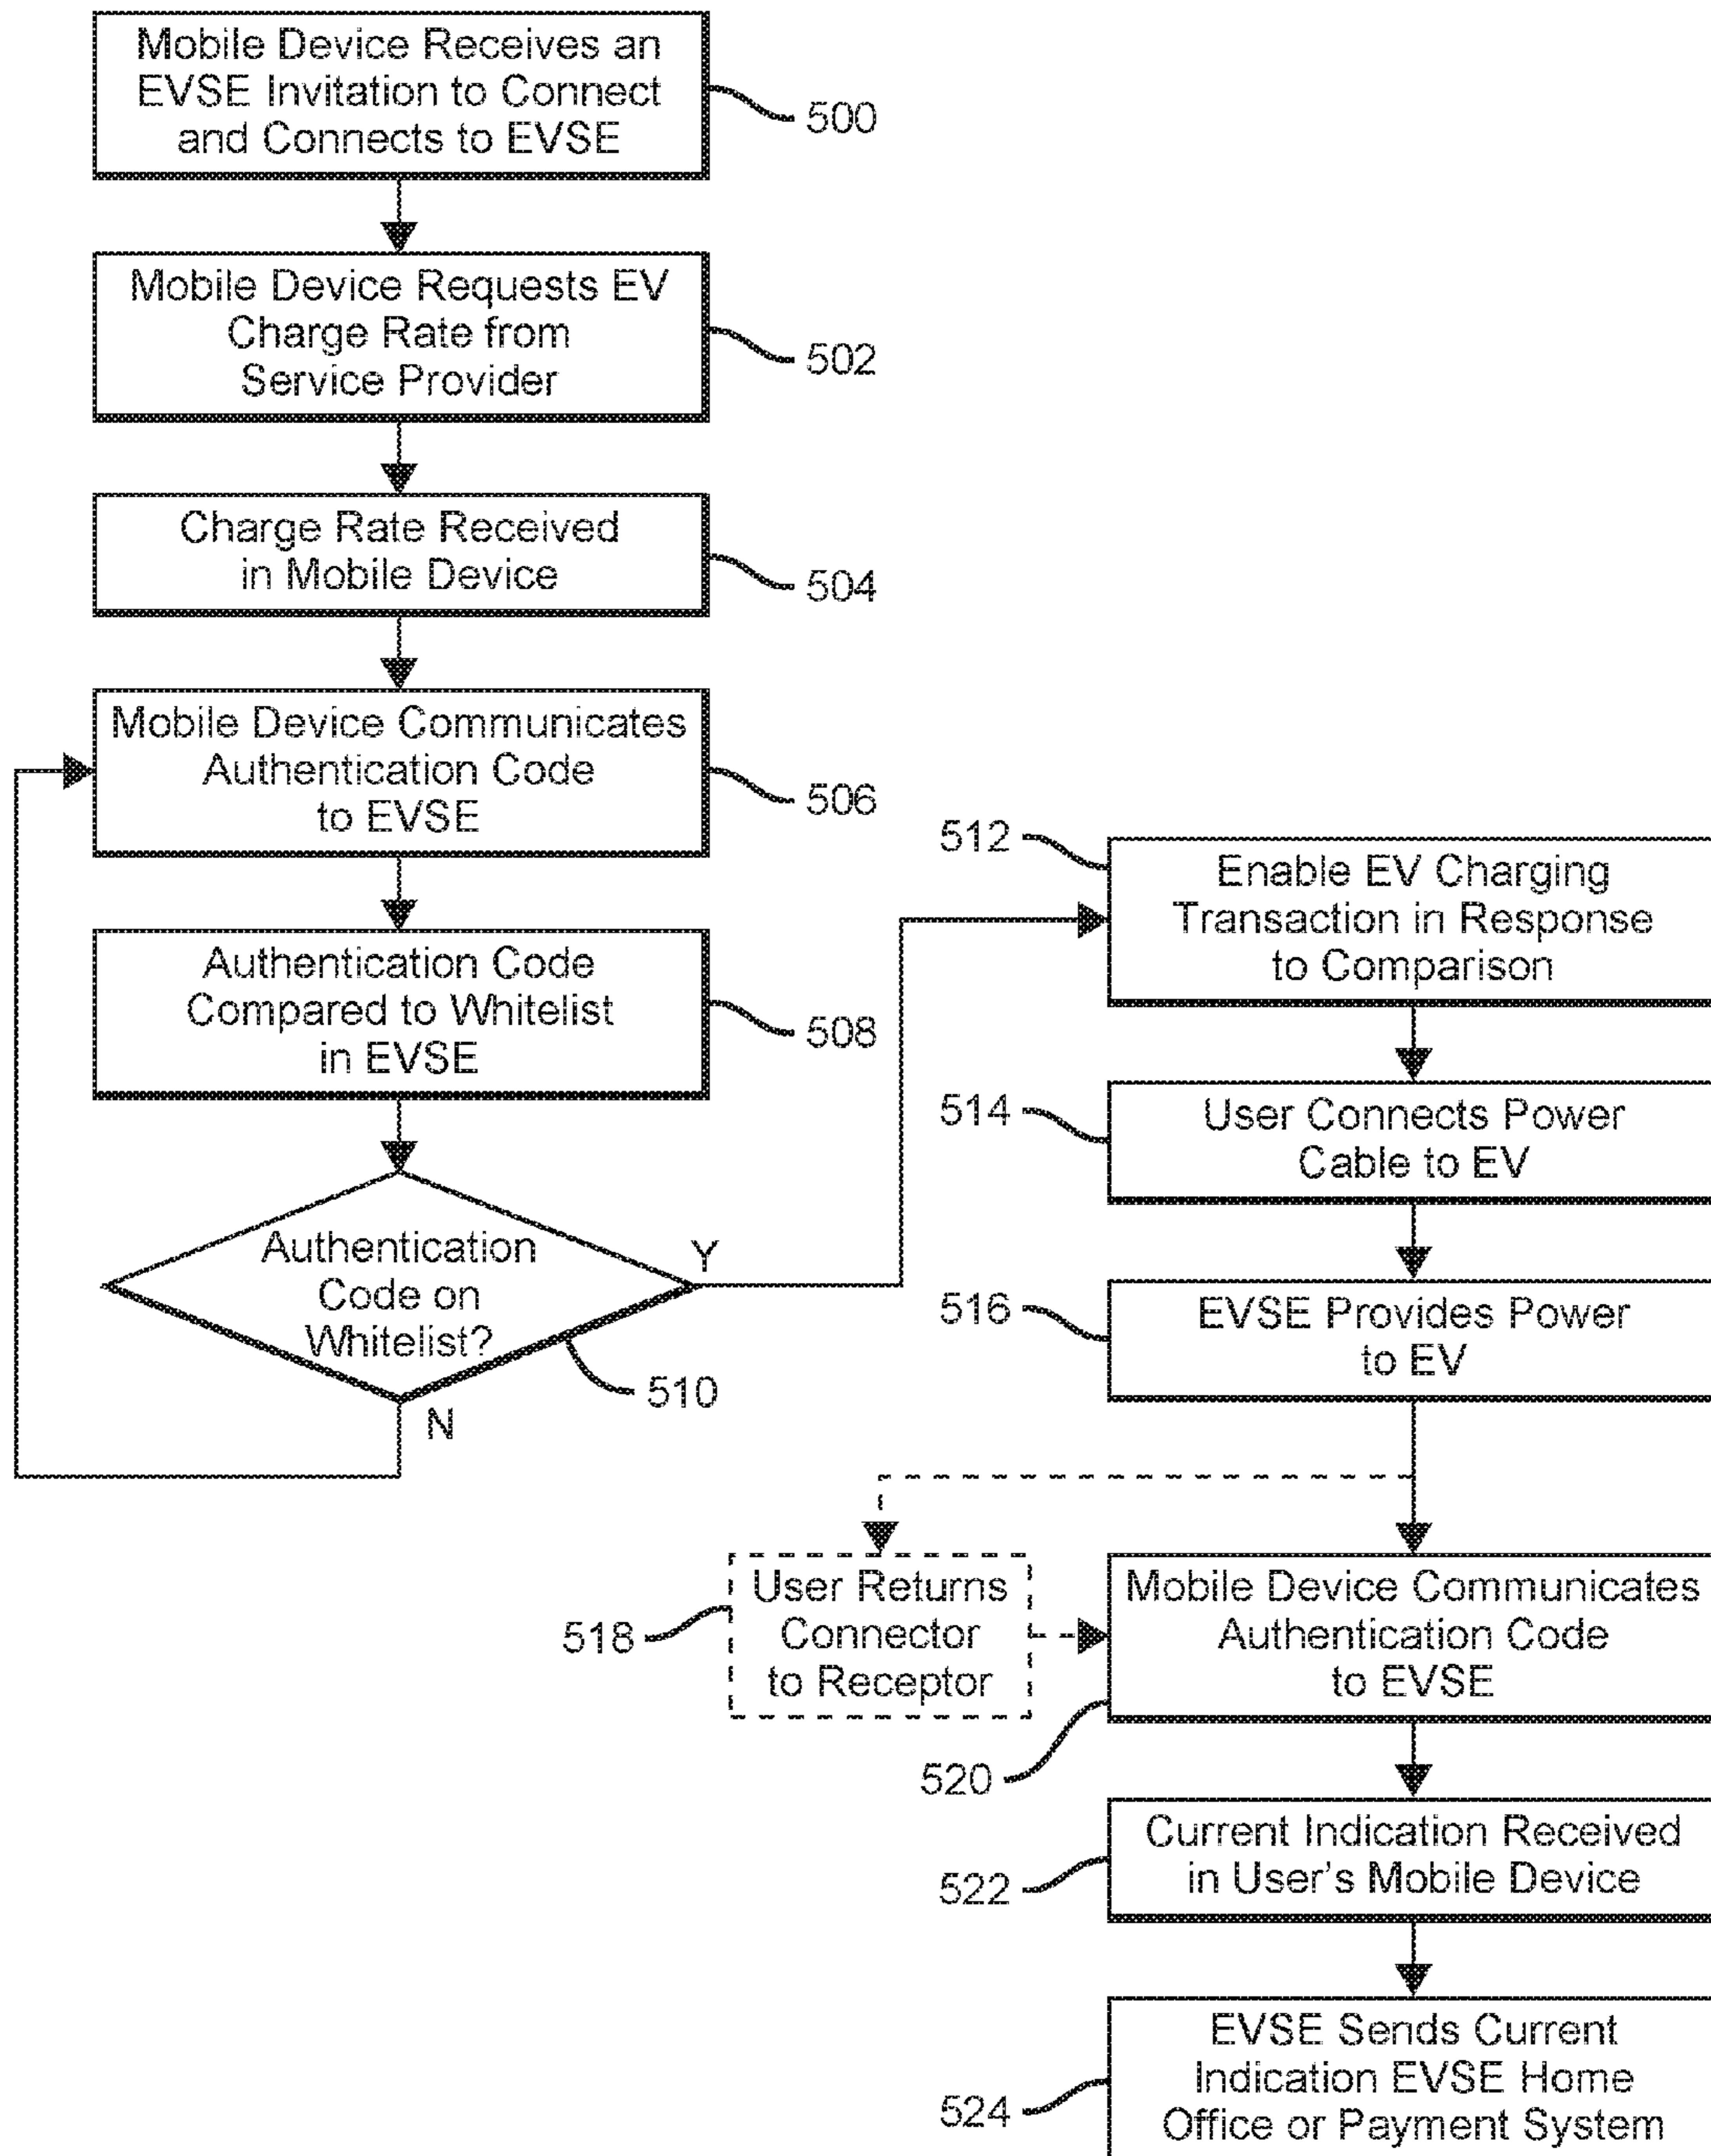 Mobile Device Receives an
EVSE Invitation to Connect
and Connects to EVSE
500
Mobile Device Requests EV
Charge Rate from
Service Provider
502
Charge Rate Received
in Mobile Device
504
Mobile Device Communicates
Authentication Code
to EVSE
506
Authentication Code
Compared to Whitelist
in EVSE
508
Authentication
Code on
Whitelist?
510
Y
N
512
Enable EV Charging
Transaction in Response
to Comparison
514
User Connects Power
Cable to EV
516
EVSE Provides Power
to EV
518
User Returns
Connector
to Receptor
Mobile Device Communicates
Authentication Code
to EVSE
520
Current Indication Received
in User's Mobile Device
522
EVSE Sends Current
Indication EVSE Home
Office or Payment System
524